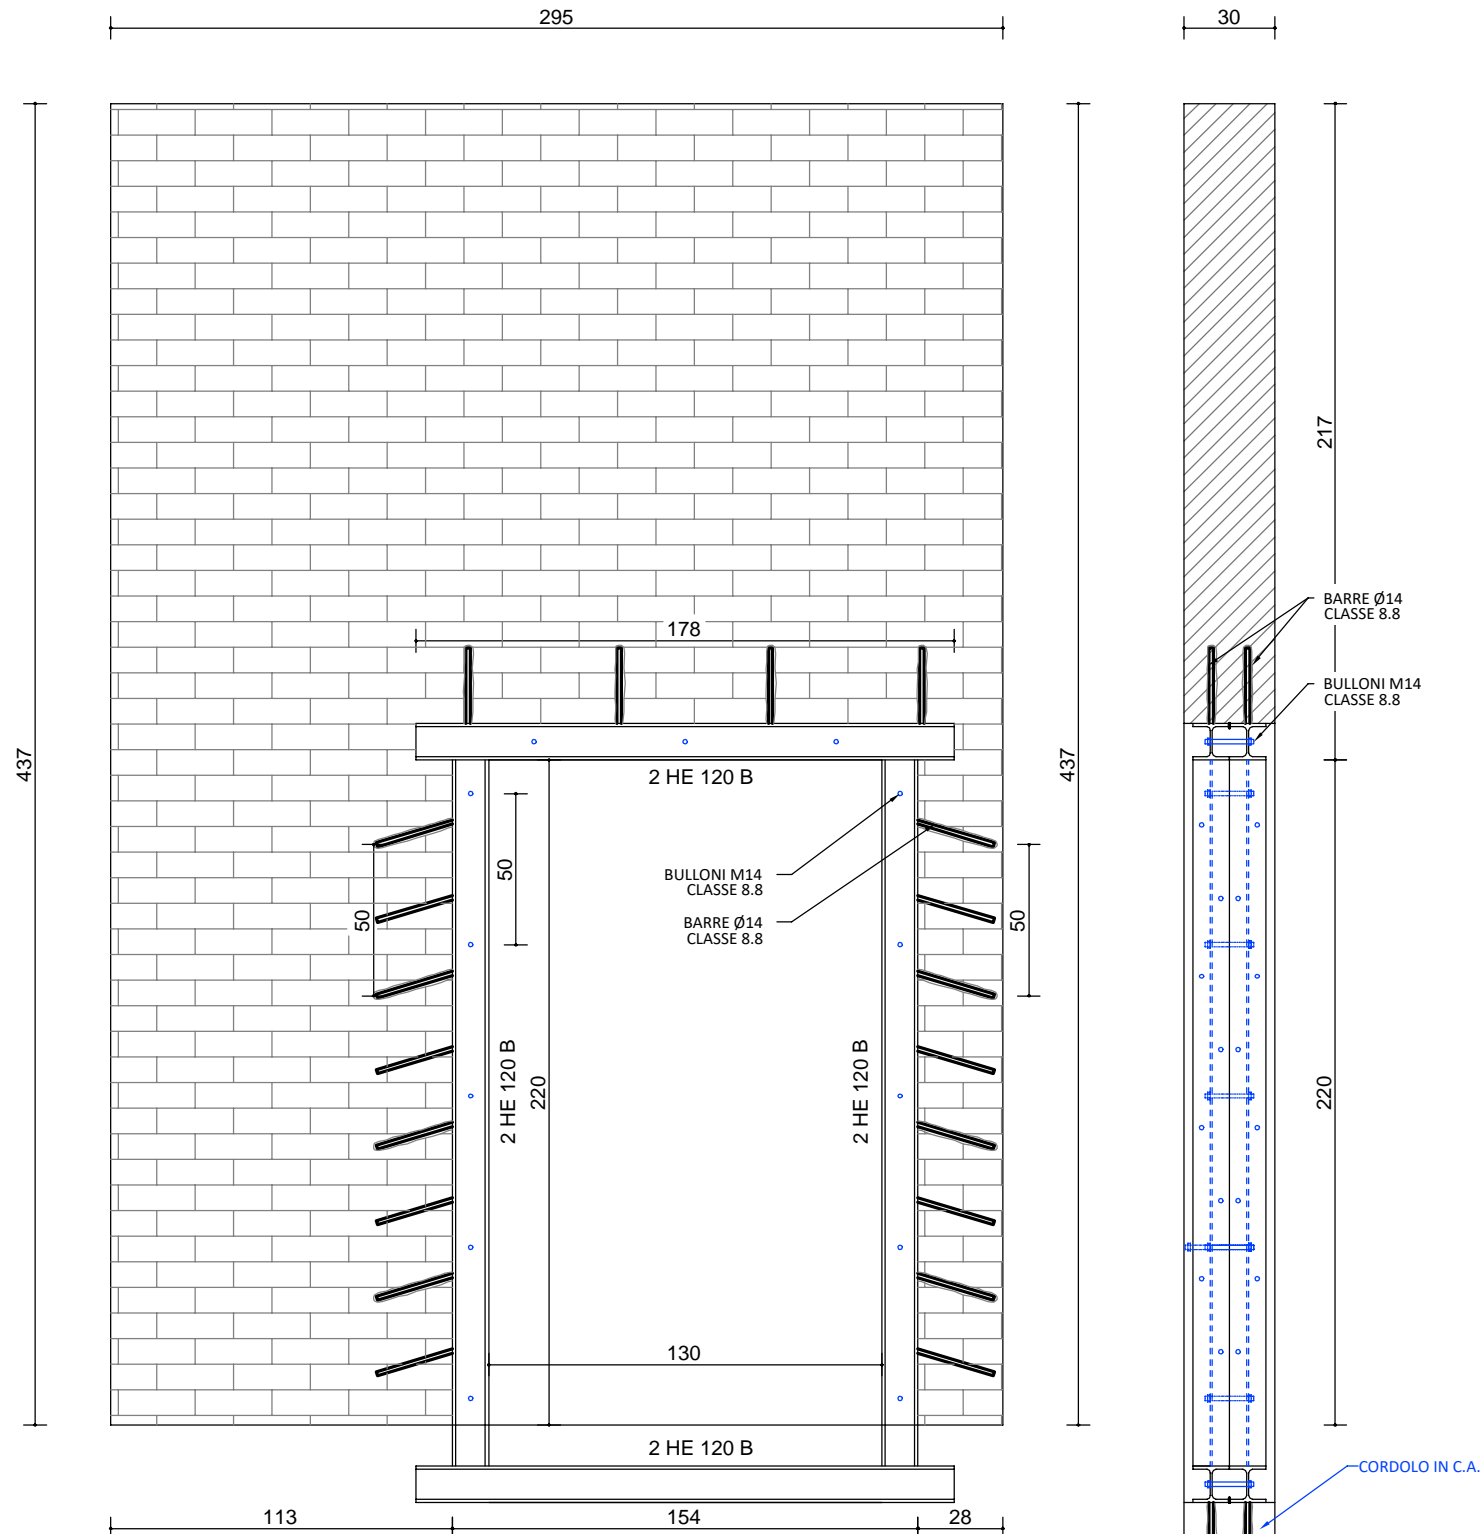 295
30
437
437
217
178
BARRE Ø14
CLASSE 8.8
BULLONI M14
CLASSE 8.8
2 HE 120 B
50
50
50
BULLONI M14
CLASSE 8.8
BARRE Ø14
CLASSE 8.8
2 HE 120 B
220
2 HE 120 B
220
130
2 HE 120 B
CORDOLO IN C.A.
113
154
28